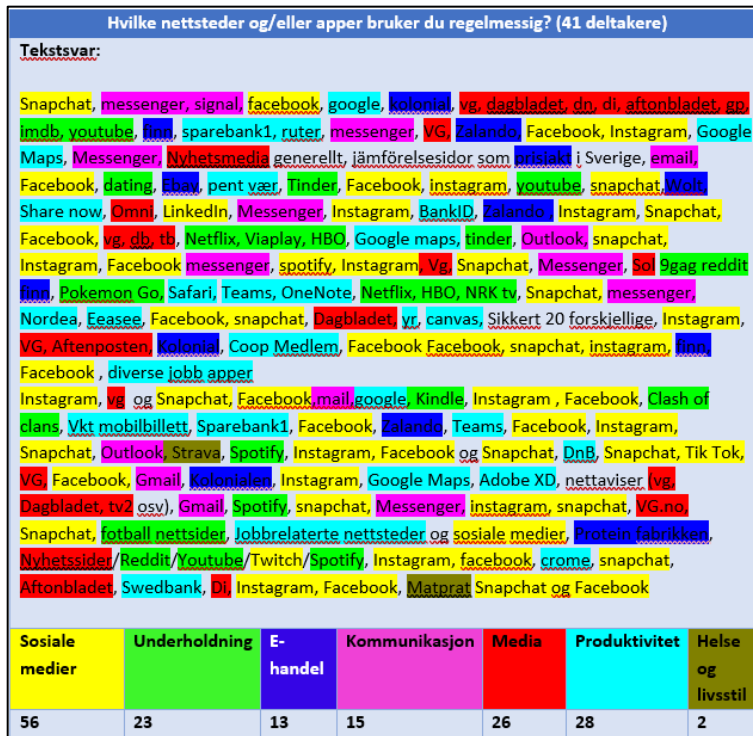 Hvilke nettsteder og/eller apper bruker du regelmessig? (41 deltakere)
Tekstsvar:
Snapchat, messenger, signal, facebook, google, kolonial, vg, dagbladet, dn, di, aftonbladet, gp,
imdb, youtube, finn, sparebank1, ruter, messenger, VG, Zalando, Facebook, Instagram, Google
Maps, Messenger, Nyhetsmedia generellt, jämförelsesidor som prisjakt i Sverige, email,
Facebook, dating, Ebay, pent vær, Tinder, Facebook, instagram, youtube, snapchat,Wolt,
Share now, Omni, LinkedIn, Messenger, Instagram, BankID, Zalando , Instagram, Snapchat,
Facebook, vg, db, tb, Netflix, Viaplay, HBO, Google maps, tinder, Outlook, snapchat,
Instagram, Facebook messenger, spotify, Instagram, Vg, Snapchat, Messenger, Sol 9gag reddit
finn, Pokemon Go, Safari, Teams, OneNote, Netflix, HBO, NRK tv, Snapchat, messenger,
Nordea, Eeasee, Facebook, snapchat, Dagbladet, yr, canvas, Sikkert 20 forskjellige, Instagram,
VG, Aftenposten, Kolonial, Coop Medlem, Facebook Facebook, snapchat, instagram, finn,
Facebook , diverse jobb apper
Instagram, vg og Snapchat, Facebook,mail,google, Kindle, Instagram , Facebook, Clash of
clans, Vkt mobilbillett, Sparebank1, Facebook, Zalando, Teams, Facebook, Instagram,
Snapchat, Outlook, Strava, Spotify, Instagram, Facebook og Snapchat, DnB, Snapchat, Tik Tok,
VG, Facebook, Gmail, Kolonialen, Instagram, Google Maps, Adobe XD, nettaviser (vg,
Dagbladet, tv2 osv), Gmail, Spotify, snapchat, Messenger, instagram, snapchat, VG.no,
Snapchat, fotball nettsider, Jobbrelaterte nettsteder og sosiale medier, Protein fabrikken,
Nyhetssider/Reddit/Youtube/Twitch/Spotify, Instagram, facebook, crome, snapchat,
Aftonbladet, Swedbank, Di, Instagram, Facebook, Matprat Snapchat og Facebook
Sosiale medier Underholdning E-handel Kommunikasjon Media Produktivitet Helse og livsstil
56 23 13 15 26 28 2